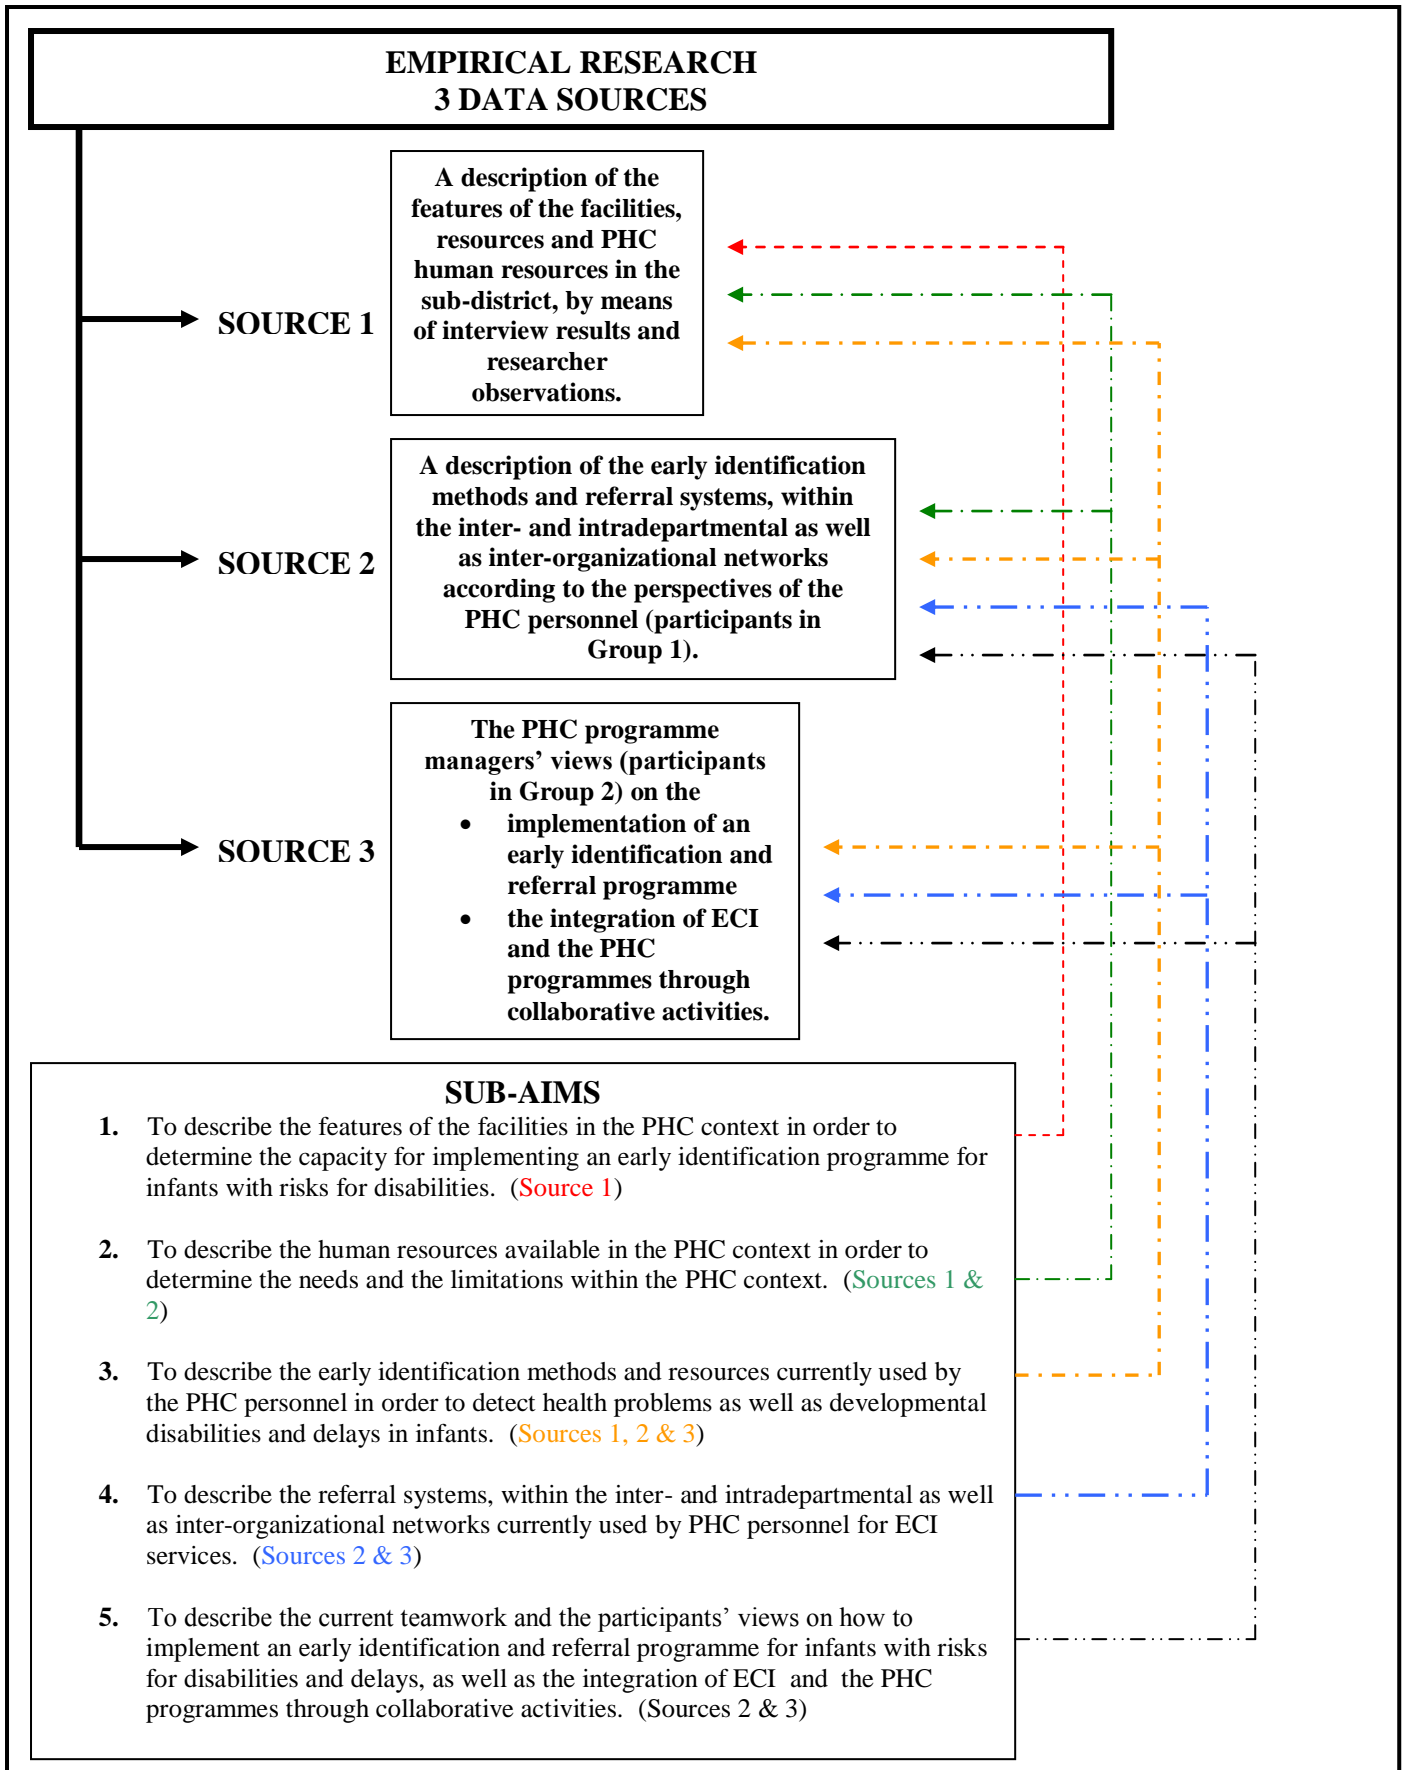 EMPIRICAL RESEARCH
3 DATA SOURCES
SOURCE 1
A description of the
features of the facilities,
resources and PHC
human resources in the
sub-district, by means
of interview results and
researcher
observations.
SOURCE 2
A description of the early identification
methods and referral systems, within
the inter- and intradepartmental as well
as inter-organizational networks
according to the perspectives of the
PHC personnel (participants in
Group 1).
SOURCE 3
The PHC programme
managers’ views (participants
in Group 2) on the
• implementation of an
early identification and
referral programme
• the integration of ECI
and the PHC
programmes through
collaborative activities.
SUB-AIMS
1. To describe the features of the facilities in the PHC context in order to
determine the capacity for implementing an early identification programme for
infants with risks for disabilities. (Source 1)
2. To describe the human resources available in the PHC context in order to
determine the needs and the limitations within the PHC context. (Sources 1 &
2)
3. To describe the early identification methods and resources currently used by
the PHC personnel in order to detect health problems as well as developmental
disabilities and delays in infants. (Sources 1, 2 & 3)
4. To describe the referral systems, within the inter- and intradepartmental as well
as inter-organizational networks currently used by PHC personnel for ECI
services. (Sources 2 & 3)
5. To describe the current teamwork and the participants’ views on how to
implement an early identification and referral programme for infants with risks
for disabilities and delays, as well as the integration of ECI and the PHC
programmes through collaborative activities. (Sources 2 & 3)